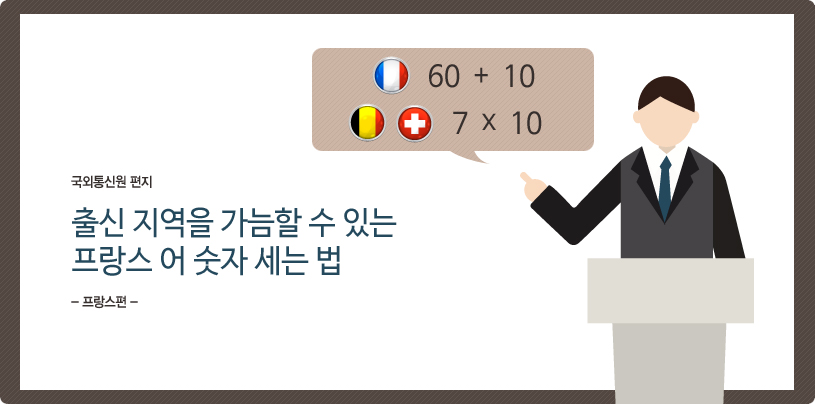 60 + 10
7 x 10
국외통신원 편지
출신 지역을 가늠할 수 있는
프랑스 어 숫자 세는 법
– 프랑스편 –